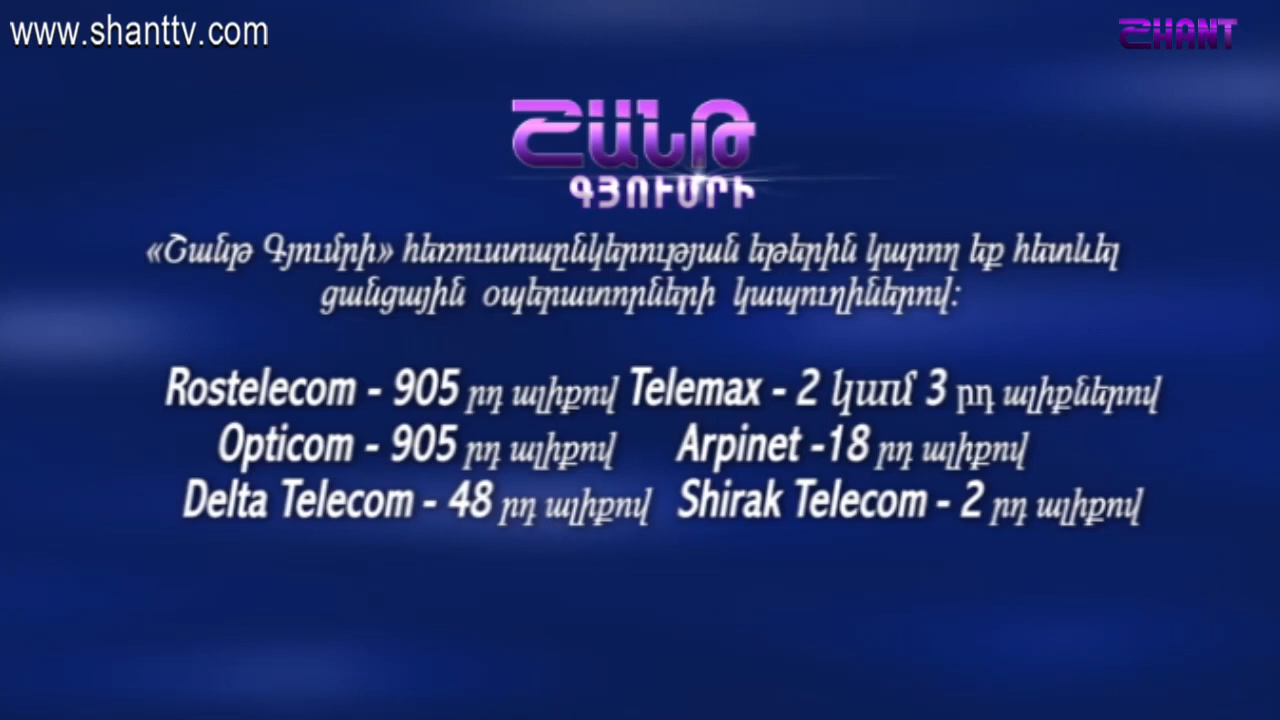 www.shanttv.com
SHANT
ՇԱՆԹ
ԳՅՈՒՄՐԻ
«Շանթ Գյումրի» հեռուստաընկերության եթերին կարող եք հետևել
ցանցային օպերատորների կապուղիներով:
Rostelecom - 905 րդ ալիքով Telemax - 2 կամ 3 րդ ալիքներով
Opticom - 905 րդ ալիքով Arpinet -18 րդ ալիքով
Delta Telecom - 48 րդ ալիքով Shirak Telecom - 2 րդ ալիքով